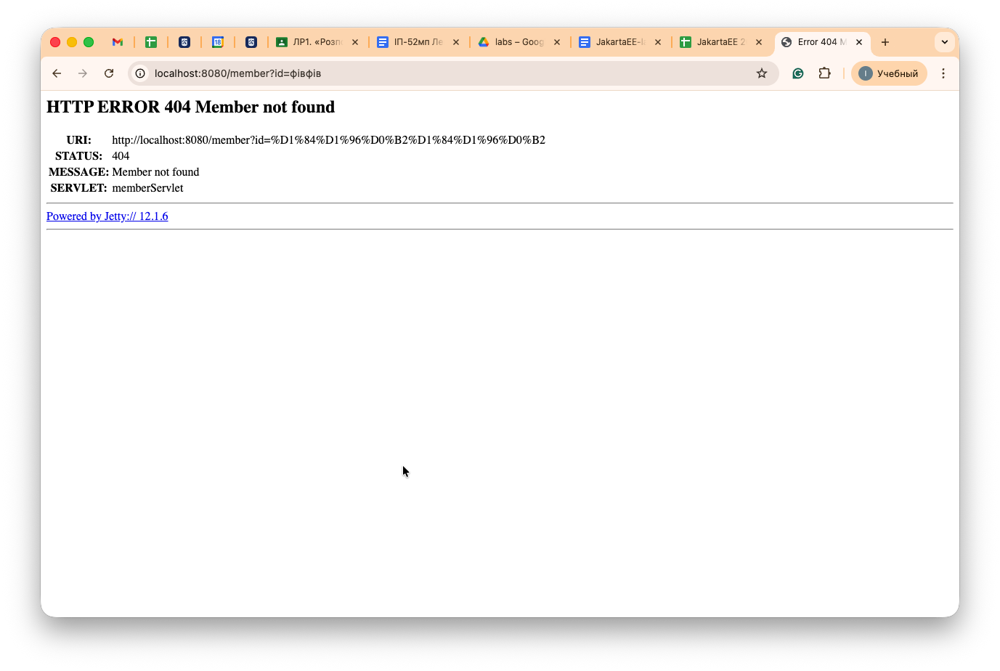 ЛР1. «Розп
ІП-52мп Ле
labs – Goog
JakartaEE-l
JakartaEE 2
Error 404 M
localhost:8080/member?id=фівфів
І Учебный
HTTP ERROR 404 Member not found
URI: http://localhost:8080/member?id=%D1%84%D1%96%D0%B2%D1%84%D1%96%D0%B2
STATUS: 404
MESSAGE: Member not found
SERVLET: memberServlet
Powered by Jetty:// 12.1.6